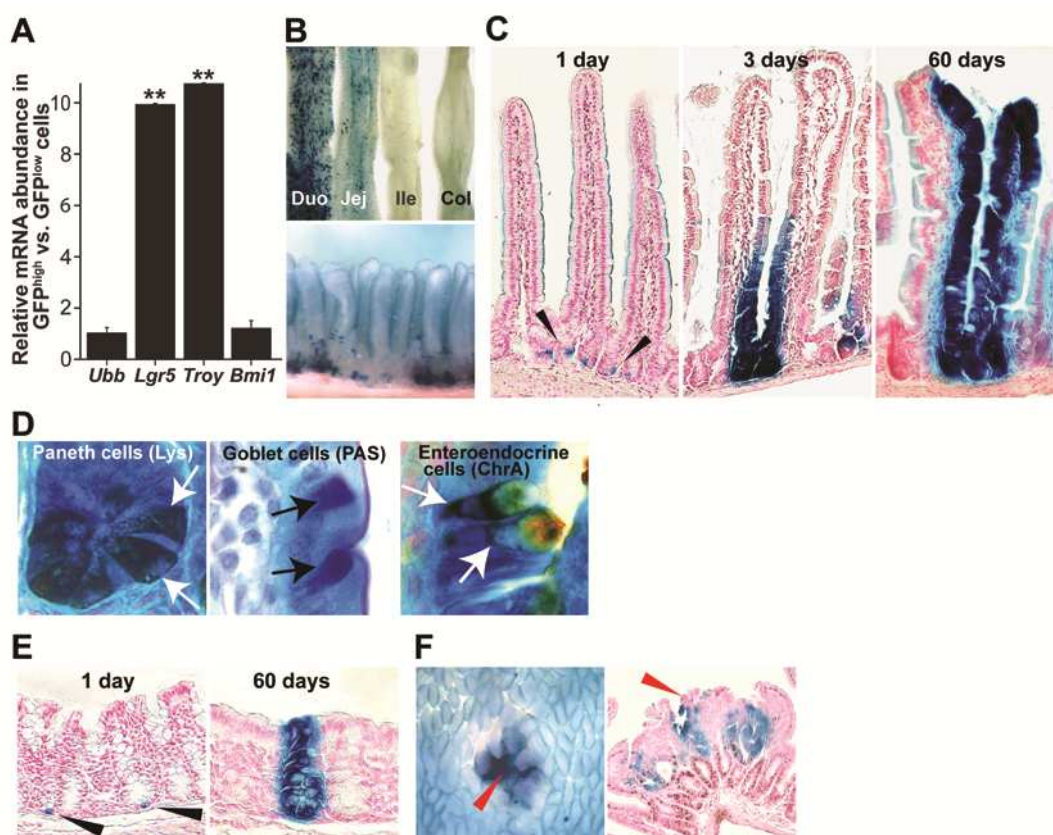 A
Relative mRNA abundance in
GFPhigh vs. GFPlow cells
10
8
6
4
2
0
**
**
Ubb Lgr5 Troy Bmi1
B
Duo Jej Ile Col
C
1 day
3 days
60 days
D
Paneth cells (Lys)
Goblet cells (PAS)
Enteroendocrine
cells (ChrA)
E
1 day
60 days
F